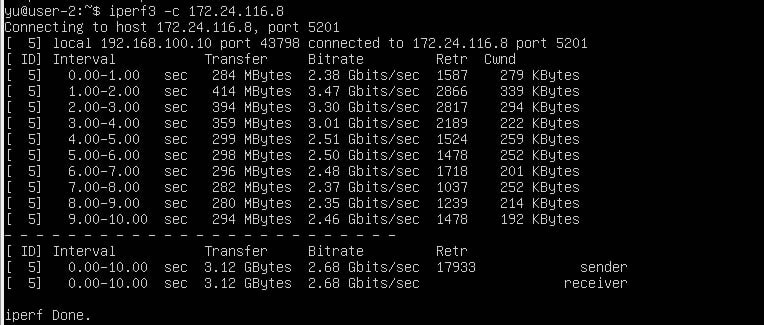 yu@user-2:~$ iperf3 -c 172.24.116.8
Connecting to host 172.24.116.8, port 5201
[  5] local 192.168.100.10 port 43798 connected to 172.24.116.8 port 5201
[ ID] Interval           Transfer     Bitrate         Retr  Cwnd
[  5]   0.00-1.00   sec   284 MBytes  2.38 Gbits/sec  1587    279 KBytes
[  5]   1.00-2.00   sec   414 MBytes  3.47 Gbits/sec  2866    339 KBytes
[  5]   2.00-3.00   sec   394 MBytes  3.30 Gbits/sec  2817    294 KBytes
[  5]   3.00-4.00   sec   359 MBytes  3.01 Gbits/sec  2189    222 KBytes
[  5]   4.00-5.00   sec   299 MBytes  2.51 Gbits/sec  1524    259 KBytes
[  5]   5.00-6.00   sec   298 MBytes  2.50 Gbits/sec  1478    252 KBytes
[  5]   6.00-7.00   sec   296 MBytes  2.48 Gbits/sec  1718    201 KBytes
[  5]   7.00-8.00   sec   282 MBytes  2.37 Gbits/sec  1037    252 KBytes
[  5]   8.00-9.00   sec   280 MBytes  2.35 Gbits/sec  1239    214 KBytes
[  5]   9.00-10.00  sec   294 MBytes  2.46 Gbits/sec  1478    192 KBytes
- - - - - - - - - - - - - - - - - - - - - - - - -
[ ID] Interval           Transfer     Bitrate         Retr
[  5]   0.00-10.00  sec  3.12 GBytes  2.68 Gbits/sec  17933             sender
[  5]   0.00-10.00  sec  3.12 GBytes  2.68 Gbits/sec                  receiver
iperf Done.